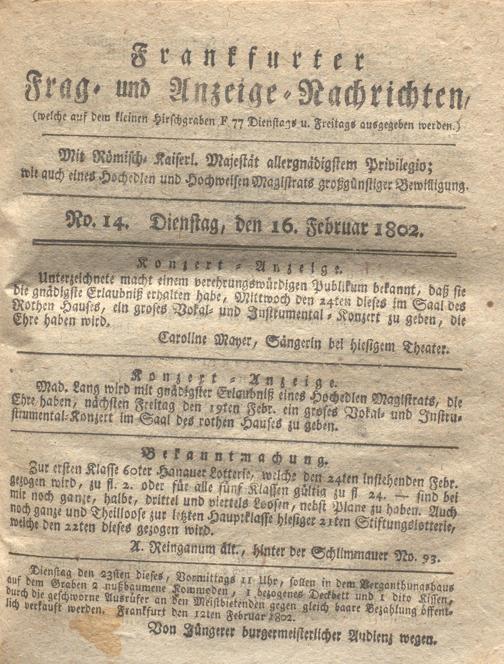 Frankfurter
Frag- und Anzeige-Nachrichten,
(welche auf dem kleinen Hirschgraben F 77 Dienstags u. Freitags ausgegeben werden.)
Mit Römisch-Kaiserl. Majestät allergnädigstem Privilegio;
wie auch eines Hochedlen und Hochweisen Magistrats großgünstiger Bewilligung.
No. 14. Dienstag, den 16. Februar 1802.
Konzert-Anzeige.
Unterzeichnete macht einem verehrungswürdigen Publikum bekannt, daß sie
die gnädigste Erlaubniß erhalten habe, Mittwoch den 24ten dieses im Saal des
Rothen Hauses, ein großes Vokal- und Instrumental-Konzert zu geben, die
Ehre haben wird.
Caroline Mayer, Sängerin bei hiesigem Theater.
Konzert-Anzeige.
Mad. Lang wird mit gnädigster Erlaubniß eines Hochedlen Magistrats, die
Ehre haben, nächsten Freitag den 19ten Febr. ein großes Vokal- und Instru-
strumental-Konzert im Saal des rothen Hauses zu geben.
Bekanntmachung.
Zur ersten Klasse 60ter Hanauer Lotterie, welche den 24ten instehenden Febr.
gezogen wird, zu fl. 2. oder für alle fünf Klassen gültig zu fl 24. — sind bei
mir noch ganze, halbe, drittel und viertels Loosen, nebst Plane zu haben. Auch
noch ganze und Theilloose zur letzten Hauptklasse hiesiger 21ten Stiftungslotterie,
welche den 22ten dieses gezogen wird.
A. Reinganum ält., hinter der Schlimmauer No. 93.
Dienstag den 23sten dieses, Vormittags 11 Uhr, sollen in dem Verganthungshaus
auf dem Graben 2 nußbaumene Kommoden, 1 bezogenes Deckbett und 1 dito Kissen,
durch die geschworne Ausrüfer an den Meistbietenden gegen gleich baare Bezahlung öffent-
lich verkauft werden. Frankfurt den 12ten Februar 1802.
Von Jüngerer burgermeisterlicher Audienz wegen.